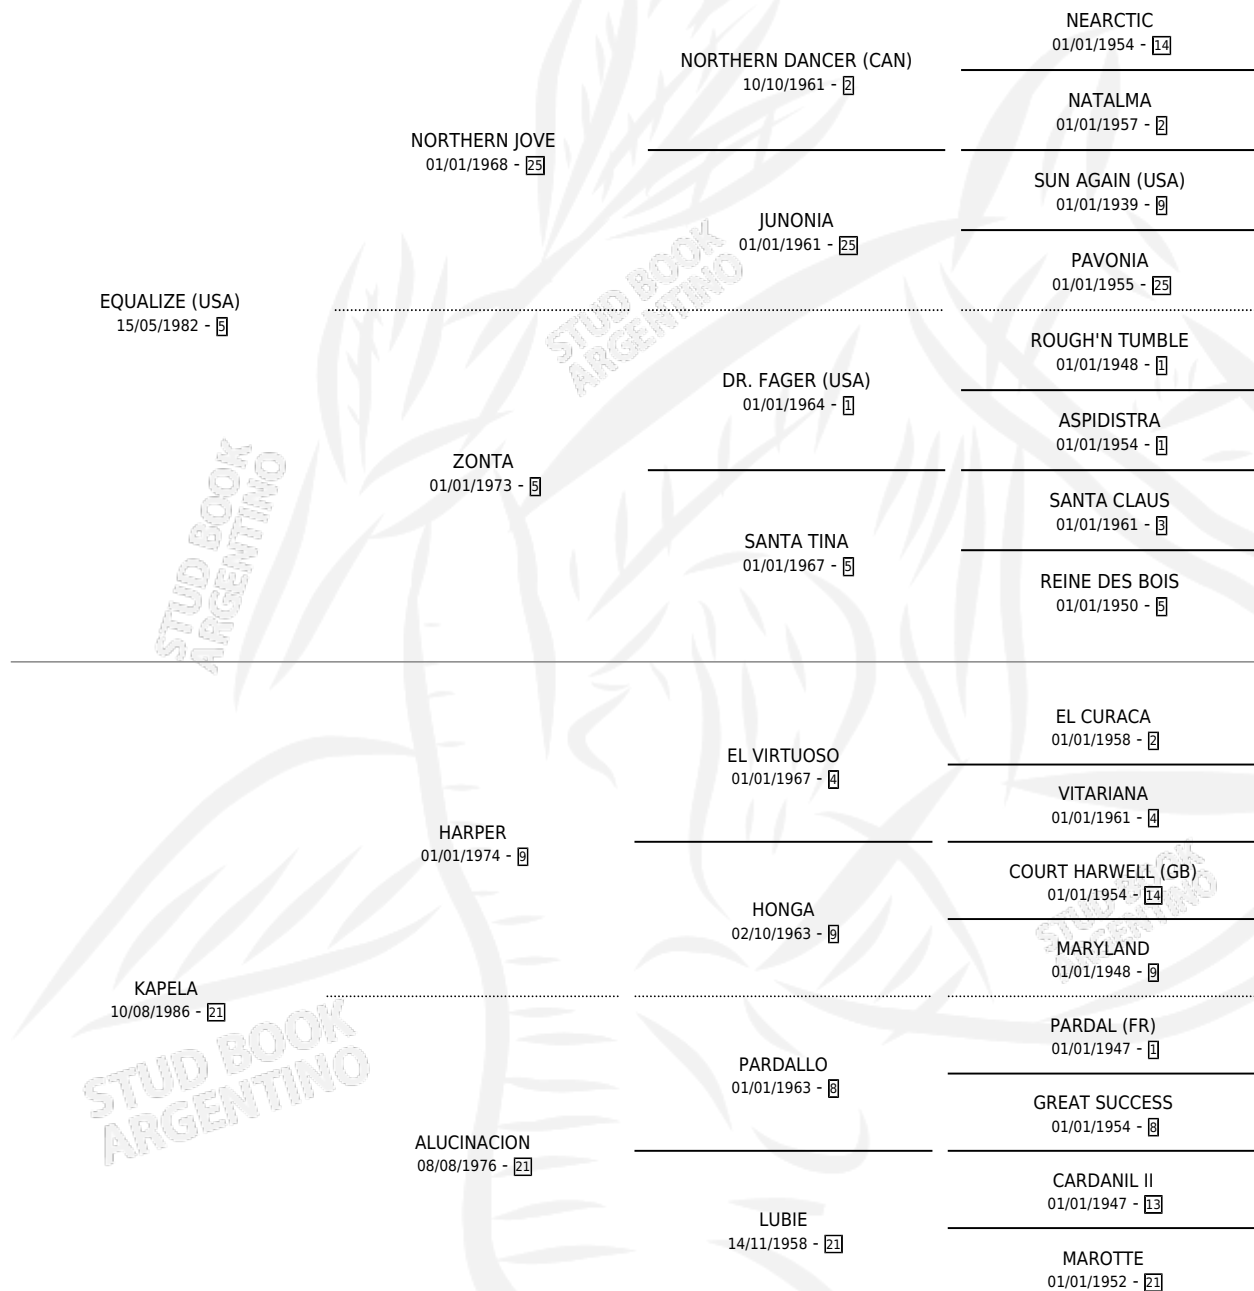 NEARCTIC
01/01/1954 - 14
NORTHERN DANCER (CAN)
10/10/1961 - 2
NATALMA
01/01/1957 - 2
NORTHERN JOVE
01/01/1968 - 25
SUN AGAIN (USA)
01/01/1939 - 9
JUNONIA
01/01/1961 - 25
PAVONIA
01/01/1955 - 25
EQUALIZE (USA)
15/05/1982 - 5
STUD BOOK
ARGENTINO
ROUGH'N TUMBLE
01/01/1948 - 1
DR. FAGER (USA)
01/01/1964 - 1
ASPIDISTRA
01/01/1954 - 1
ZONTA
01/01/1973 - 5
SANTA CLAUS
01/01/1961 - 3
SANTA TINA
01/01/1967 - 5
REINE DES BOIS
01/01/1950 - 5
STUD BOOK
ARGENTINO
EL CURACA
01/01/1958 - 2
EL VIRTUOSO
01/01/1967 - 4
VITARIANA
01/01/1961 - 4
HARPER
01/01/1974 - 9
COURT HARWELL (GB)
01/01/1954 - 14
HONGA
02/10/1963 - 9
STUD BOOK
ARGENTINO
MARYLAND
01/01/1948 - 9
KAPELA
10/08/1986 - 21
PARDAL (FR)
01/01/1947 - 1
STUD BOOK
ARGENTINO
PARDALLO
01/01/1963 - 8
GREAT SUCCESS
01/01/1954 - 8
ALUCINACION
08/08/1976 - 21
CARDANIL II
01/01/1947 - 13
LUBIE
14/11/1958 - 21
MAROTTE
01/01/1952 - 21